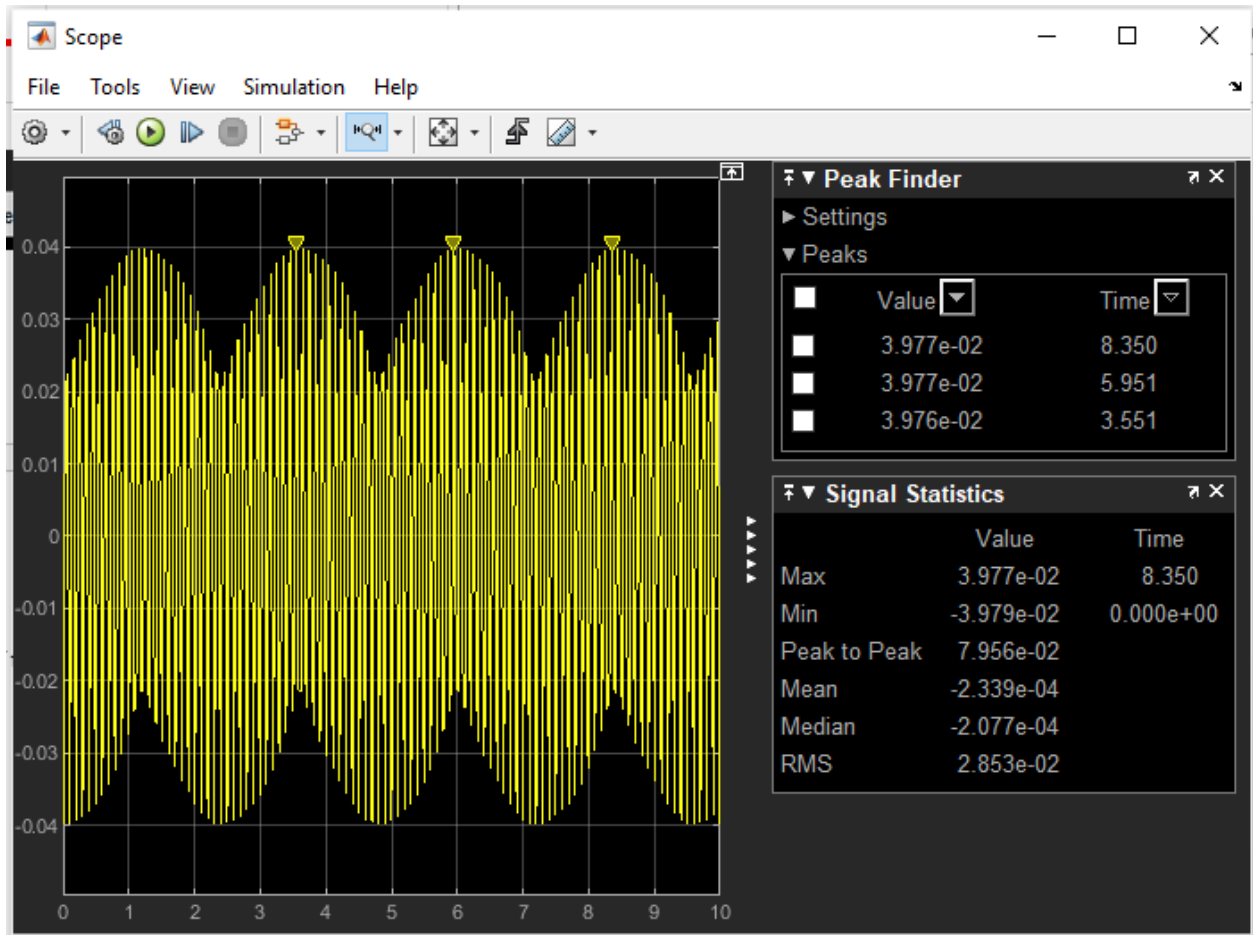 Scope
File Tools View Simulation Help
Peak Finder
Settings
Peaks
Value Time
3.977e-02 8.350
3.977e-02 5.951
3.976e-02 3.551
Signal Statistics
Value Time
Max 3.977e-02 8.350
Min -3.979e-02 0.000e+00
Peak to Peak 7.956e-02
Mean -2.339e-04
Median -2.077e-04
RMS 2.853e-02
0.04
0.03
0.02
0.01
0
-0.01
-0.02
-0.03
-0.04
0 1 2 3 4 5 6 7 8 9 10